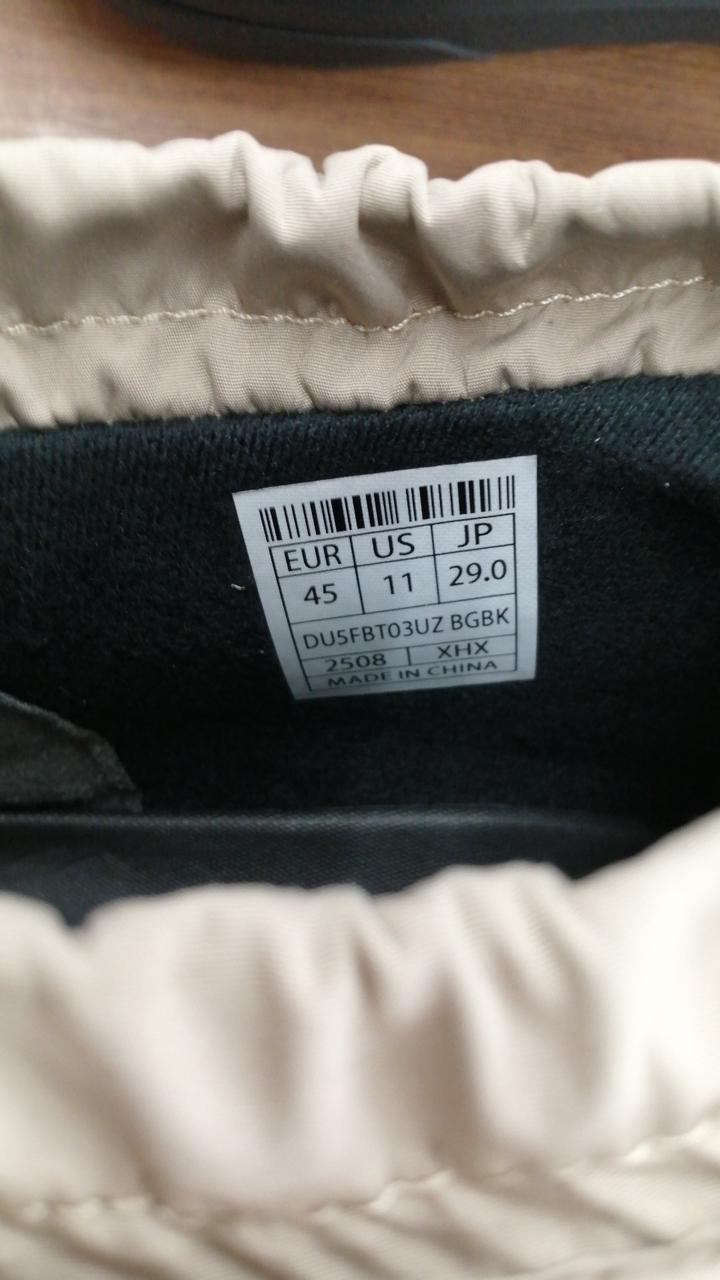 EUR US JP
45 11 29.0
DU5FBT03UZ BGBK
2508 XHX
MADE IN CHINA